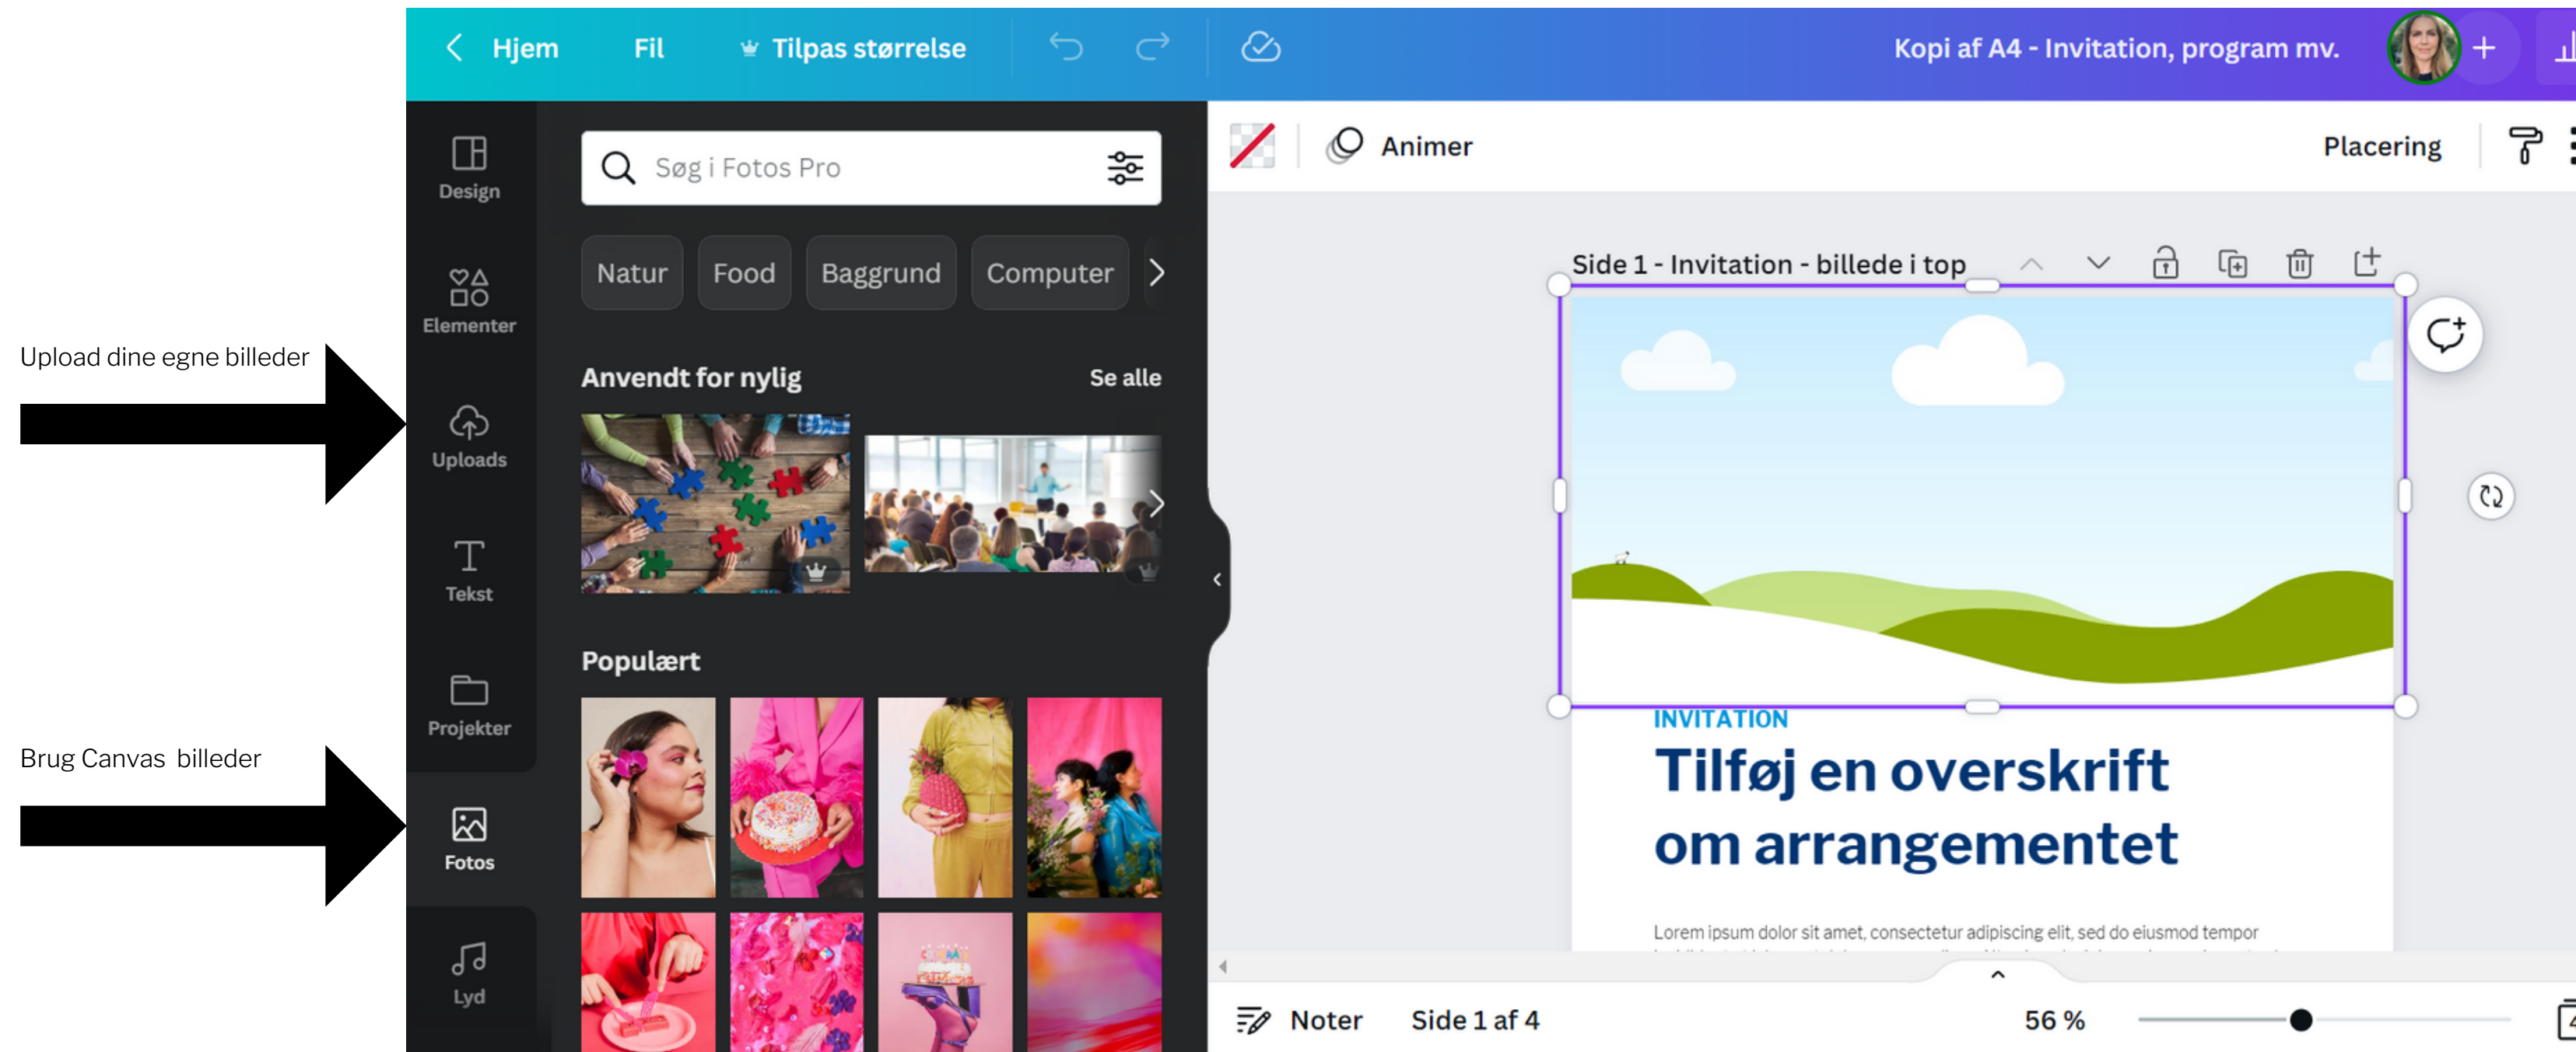 Hjem Fil Tilpas størrelse Kopi af A4 - Invitation, program mv.
Upload dine egne billeder
Brug Canvas billeder
Design
Elementer
Uploads
Tekst
Projekter
Fotos
Lyd
Søg i Fotos Pro
Natur Food Baggrund Computer
Anvendt for nylig Se alle
Populært
Animer Placering
Side 1 - Invitation - billede i top
INVITATION
Tilføj en overskrift
om arrangementet
Lorem ipsum dolor sit amet, consectetur adipiscing elit, sed do eiusmod tempor
Noter Side 1 af 4 56 %